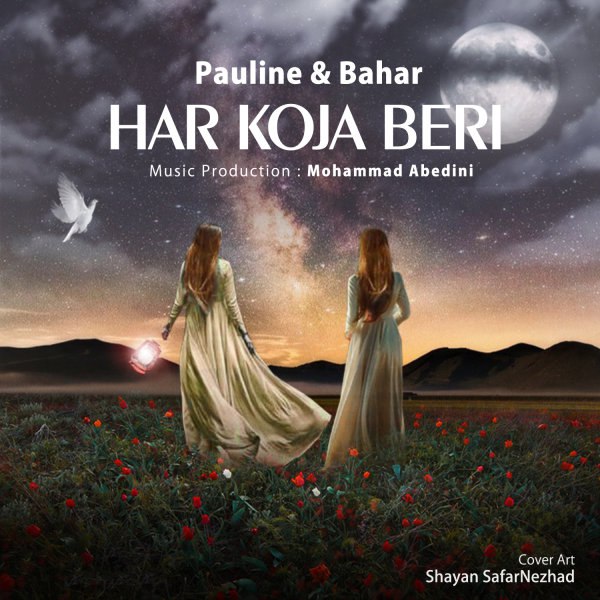 Pauline & Bahar
HAR KOJA BERI
Music Production : Mohammad Abedini
Cover Art
Shayan SafarNezhad